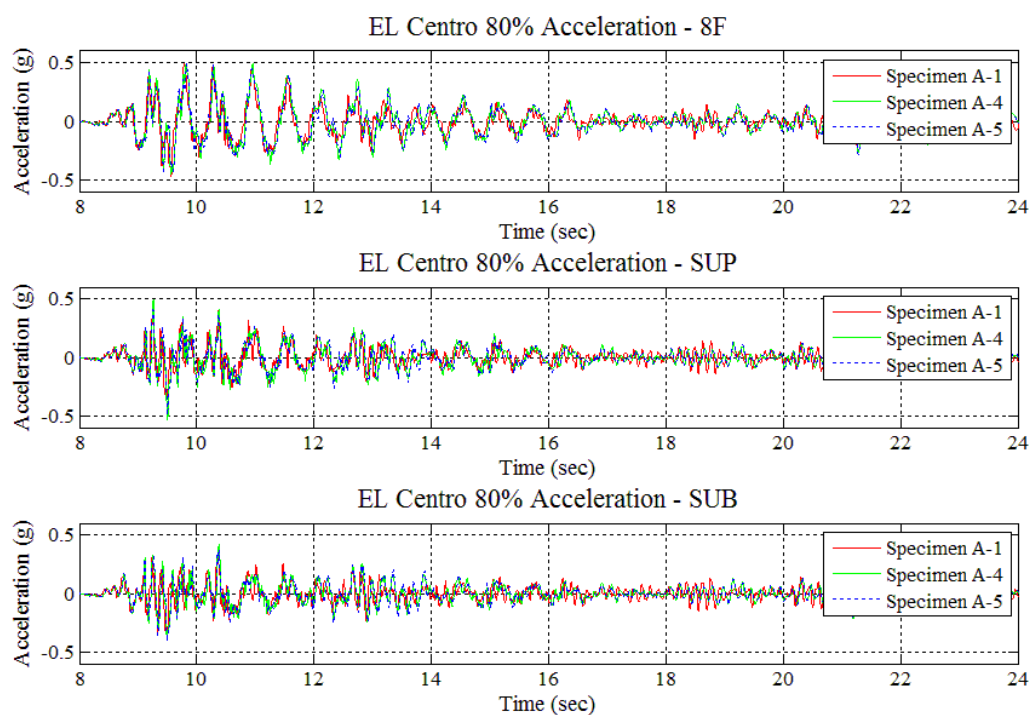 EL Centro 80% Acceleration - 8F
Acceleration (g)
0.5
0
-0.5
Specimen A-1
Specimen A-4
Specimen A-5
8 10 12 14 16 18 20 22 24
Time (sec)
EL Centro 80% Acceleration - SUP
Acceleration (g)
0.5
0
-0.5
Specimen A-1
Specimen A-4
Specimen A-5
8 10 12 14 16 18 20 22 24
Time (sec)
EL Centro 80% Acceleration - SUB
Acceleration (g)
0.5
0
-0.5
Specimen A-1
Specimen A-4
Specimen A-5
8 10 12 14 16 18 20 22 24
Time (sec)